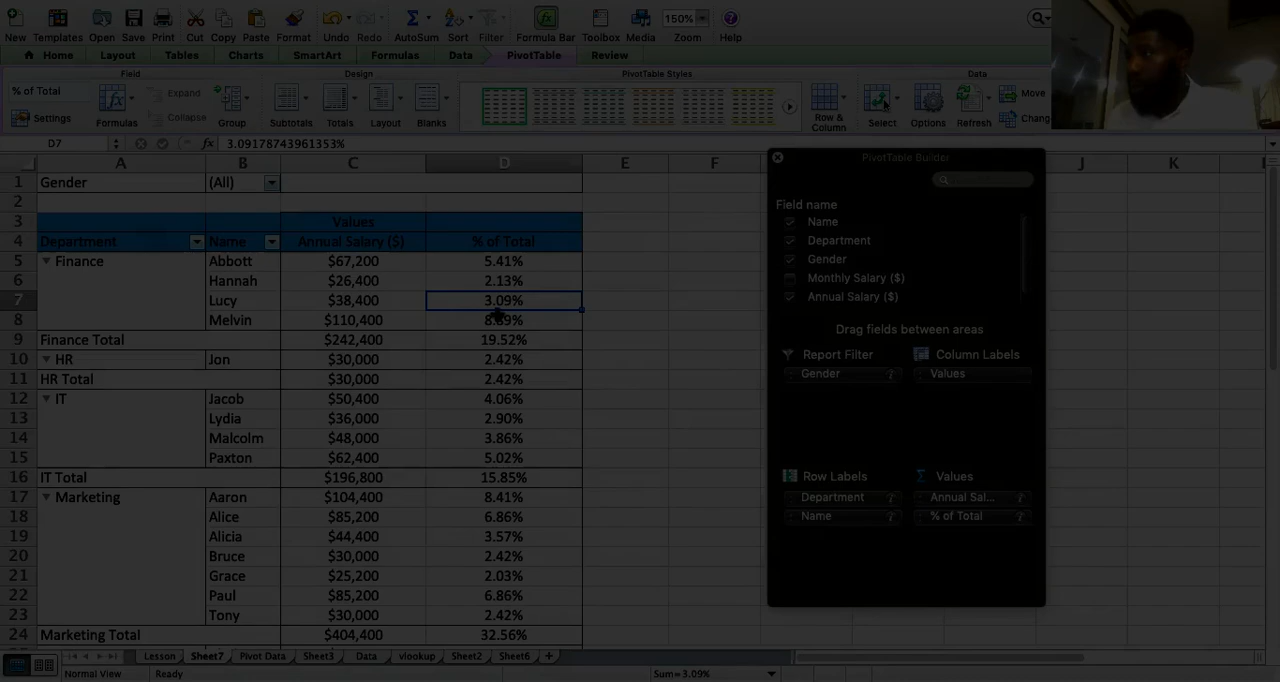 New Templates Open Save Print Cut Copy Paste Format Undo Redo AutoSum Sort Filter Formula Bar Toolbox Media 150% Zoom Help
Home Layout Tables Charts SmartArt Formulas Data PivotTable Review
Field Design PivotTable Styles Data
% of Total
Settings
Formulas
Expand
Collapse
Group
Subtotals Totals Layout Blanks
Row & Column
Select Options Refresh
Move
Chang
D7 fx 3.09178743961353%
A B C D E F G J K
1 Gender (All)
2
3 Values
4 Department Name Annual Salary ($) % of Total
5 Finance Abbott $67,200 5.41%
6 Hannah $26,400 2.13%
7 Lucy $38,400 3.09%
8 Melvin $110,400 8.89%
9 Finance Total $242,400 19.52%
10 HR Jon $30,000 2.42%
11 HR Total $30,000 2.42%
12 IT Jacob $50,400 4.06%
13 Lydia $36,000 2.90%
14 Malcolm $48,000 3.86%
15 Paxton $62,400 5.02%
16 IT Total $196,800 15.85%
17 Marketing Aaron $104,400 8.41%
18 Alice $85,200 6.86%
19 Alicia $44,400 3.57%
20 Bruce $30,000 2.42%
21 Grace $25,200 2.03%
22 Paul $85,200 6.86%
23 Tony $30,000 2.42%
24 Marketing Total $404,400 32.56%
PivotTable Builder
Field name
Name
Department
Gender
Monthly Salary ($)
Annual Salary ($)
Drag fields between areas
Report Filter Column Labels
Gender Values
Row Labels Values
Department Annual Sal...
Name % of Total
Lesson Sheet7 Pivot Data Sheet3 Data vlookup Sheet2 Sheet6
Normal View Ready Sum=3.09%